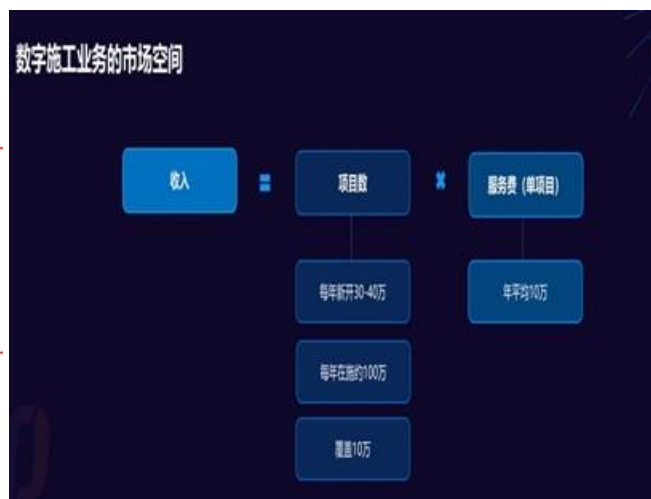 数字施工业务的市场空间
收入 = 项目数 × 服务费（单项目）
每年新开30-40万
年平均10万
每年在施约100万
覆盖10万